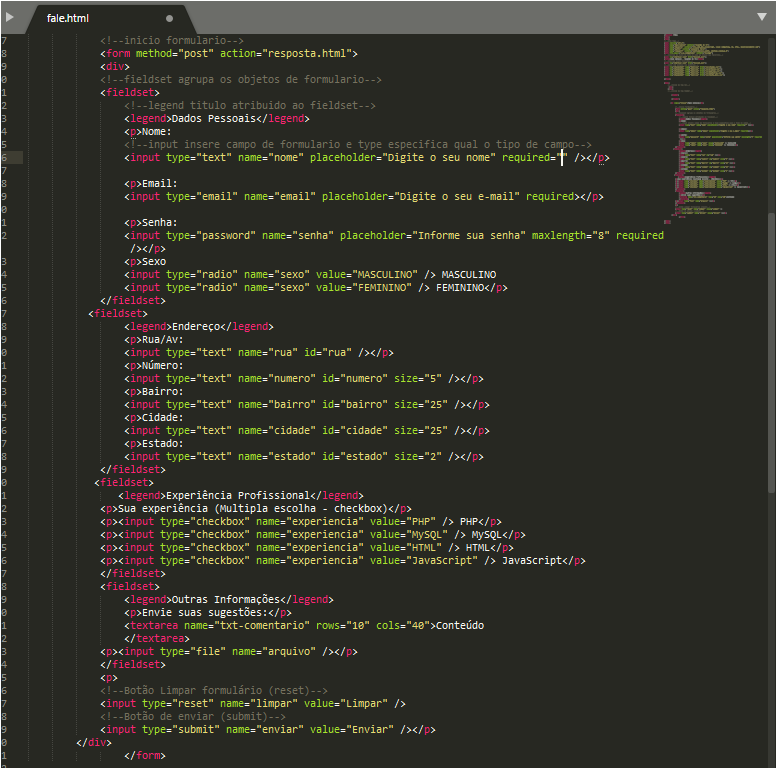 fale.html
7 <!--inicio formulario-->
8 <form method="post" action="resposta.html">
9 <div>
0 <!--fieldset agrupa os objetos de formulario-->
1 <fieldset>
2 <!--legend titulo atribuido ao fieldset-->
3 <legend>Dados Pessoais</legend>
4 <p>Nome:
5 <!--input insere campo de formulario e type especifica qual o tipo de campo-->
6 <input type="text" name="nome" placeholder="Digite o seu nome" required="" /></p>
7
8 <p>Email:
9 <input type="email" name="email" placeholder="Digite o seu e-mail" required></p>
0
1 <p>Senha:
2 <input type="password" name="senha" placeholder="Informe sua senha" maxlength="8" required
/></p>
3 <p>Sexo
4 <input type="radio" name="sexo" value="MASCULINO" /> MASCULINO
5 <input type="radio" name="sexo" value="FEMININO" /> FEMININO</p>
6 </fieldset>
7 <fieldset>
8 <legend>Endereço</legend>
9 <p>Rua/Av:
0 <input type="text" name="rua" id="rua" /></p>
1 <p>Número:
2 <input type="text" name="numero" id="numero" size="5" /></p>
3 <p>Bairro:
4 <input type="text" name="bairro" id="bairro" size="25" /></p>
5 <p>Cidade:
6 <input type="text" name="cidade" id="cidade" size="25" /></p>
7 <p>Estado:
8 <input type="text" name="estado" id="estado" size="2" /></p>
9 </fieldset>
0 <fieldset>
1 <legend>Experiência Profissional</legend>
2 <p>Sua experiência (Multipla escolha - checkbox)</p>
3 <p><input type="checkbox" name="experiencia" value="PHP" /> PHP</p>
4 <p><input type="checkbox" name="experiencia" value="MySQL" /> MySQL</p>
5 <p><input type="checkbox" name="experiencia" value="HTML" /> HTML</p>
6 <p><input type="checkbox" name="experiencia" value="JavaScript" /> JavaScript</p>
7 </fieldset>
8 <fieldset>
9 <legend>Outras Informações</legend>
0 <p>Envie suas sugestões:</p>
1 <textarea name="txt-comentario" rows="10" cols="40">Conteúdo
2 </textarea>
3 <p><input type="file" name="arquivo" /></p>
4 </fieldset>
5 <p>
6 <!--Botão Limpar formulário (reset)-->
7 <input type="reset" name="limpar" value="Limpar" />
8 <!--Botão de enviar (submit)-->
9 <input type="submit" name="enviar" value="Enviar" /></p>
0 </div>
1 </form>